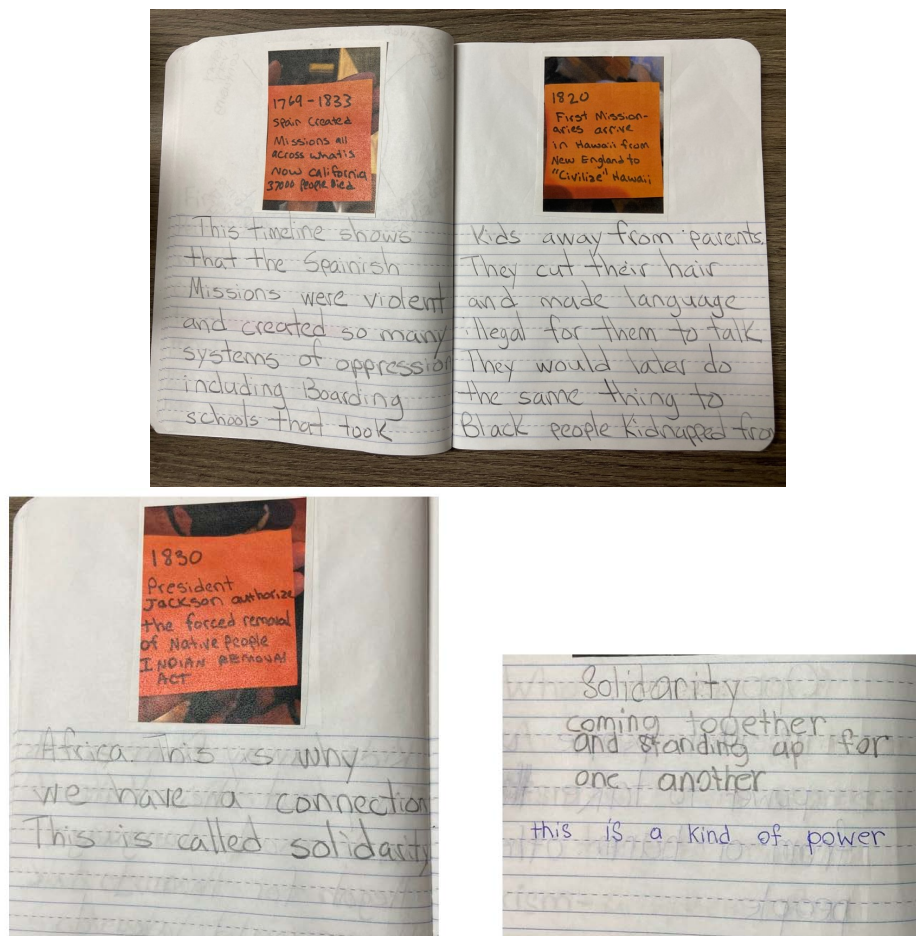 1769-1833
Spain Created
Missions all
across what is
Now California
37000 People Died
This timeline shows
that the Spainish
Missions were violent
and created so many
systems of oppression
including Boarding
schools that took
1820
First Mission-
aries arrive
in Hawaii from
New England to
"Civilize" Hawaii
Kids away from parents.
They cut their hair
and made language
illegal for them to talk
They would later do
the same thing to
Black people Kidnapped from
1830
President
Jackson authorize
the forced removal
of Native People
INDIAN REMOVAL
ACT
Africa. This is why
we have a connection
This is called solidarity
Solidarity
coming together
and standing up for
one another
this is a kind of power